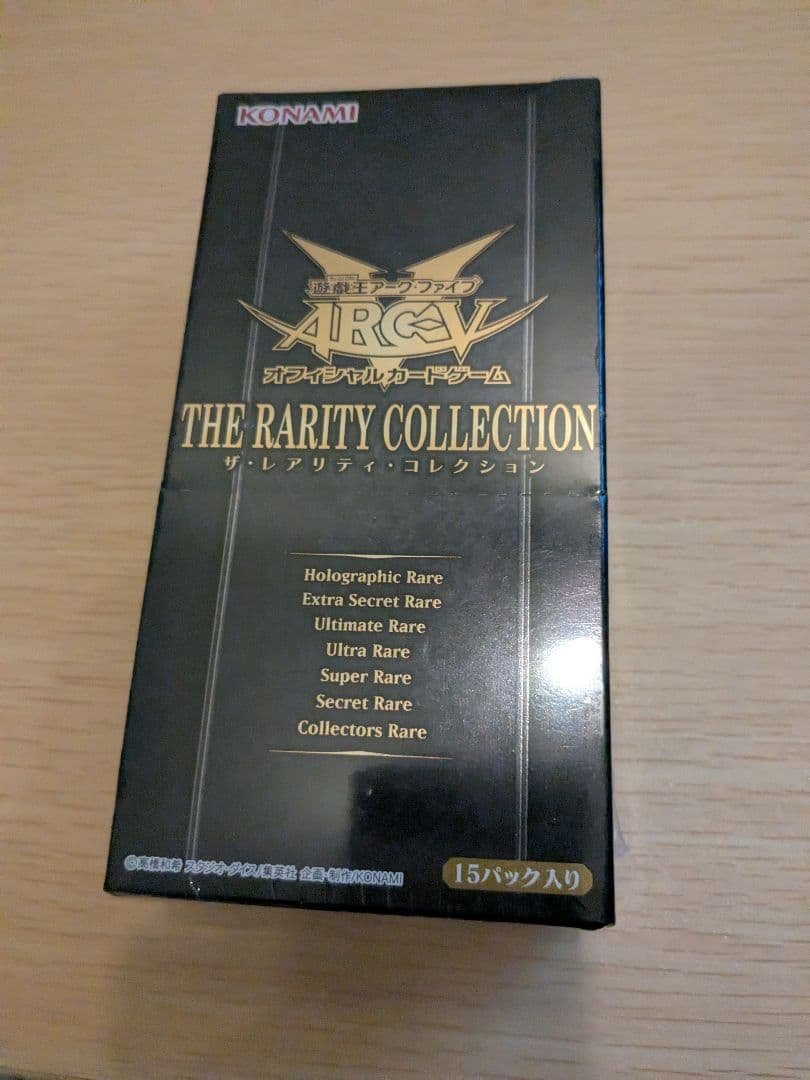 KONAMI
遊戯王アーク・ファイブ
ARC-V
オフィシャルカードゲーム
THE RARITY COLLECTION
ザ・レアリティ・コレクション
Holographic Rare
Extra Secret Rare
Ultimate Rare
Ultra Rare
Super Rare
Secret Rare
Collectors Rare
©高橋和希 スタジオ・ダイス/集英社 企画・制作/KONAMI
15パック入り